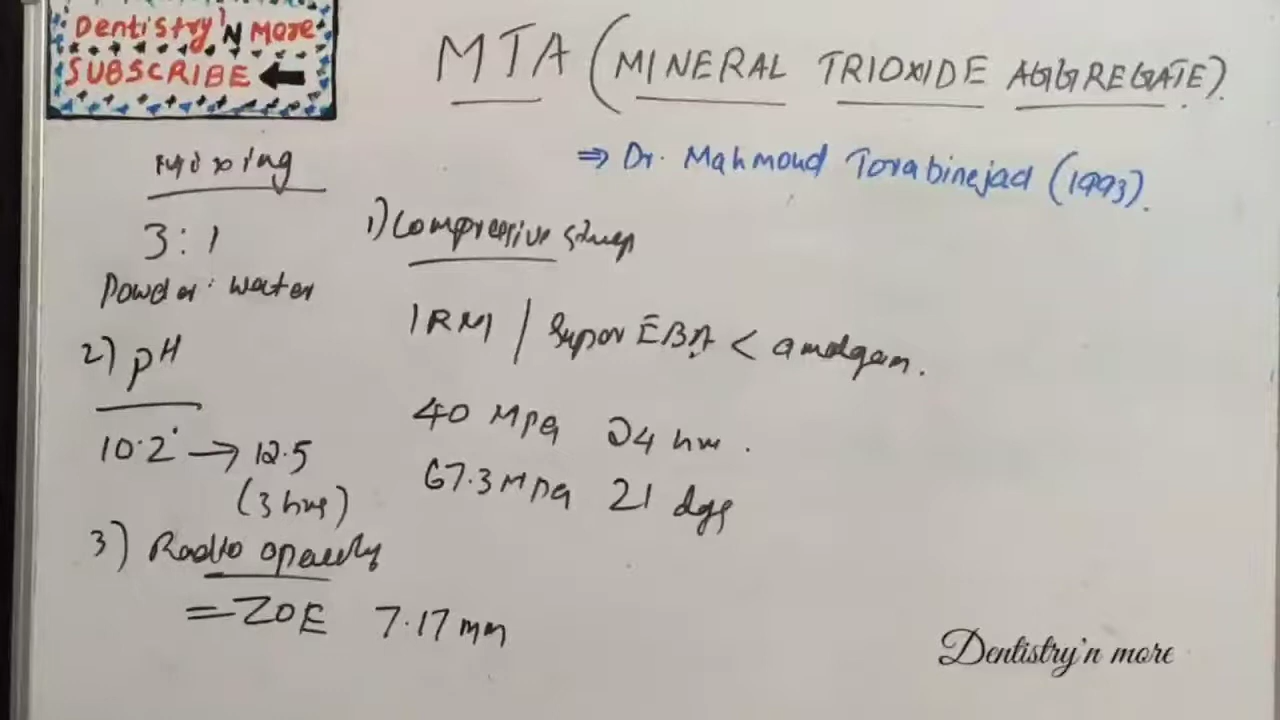 Dentistry'N More
SUBSCRIBE
MTA (MINERAL TRIOXIDE AGGREGATE).
⇒ Dr. Mahmoud Torabinejad (1993).
Mixing
3:1
Powder: water
1) Compressive
IRM / Super EBA < amalgam.
40 MPa 24 hrs.
67.3 MPa 21 days
2) pH
10.2 → 12.5
(3 hrs)
3) Radio opacity
= ZOE 7.17 mm
Dentistry'n more